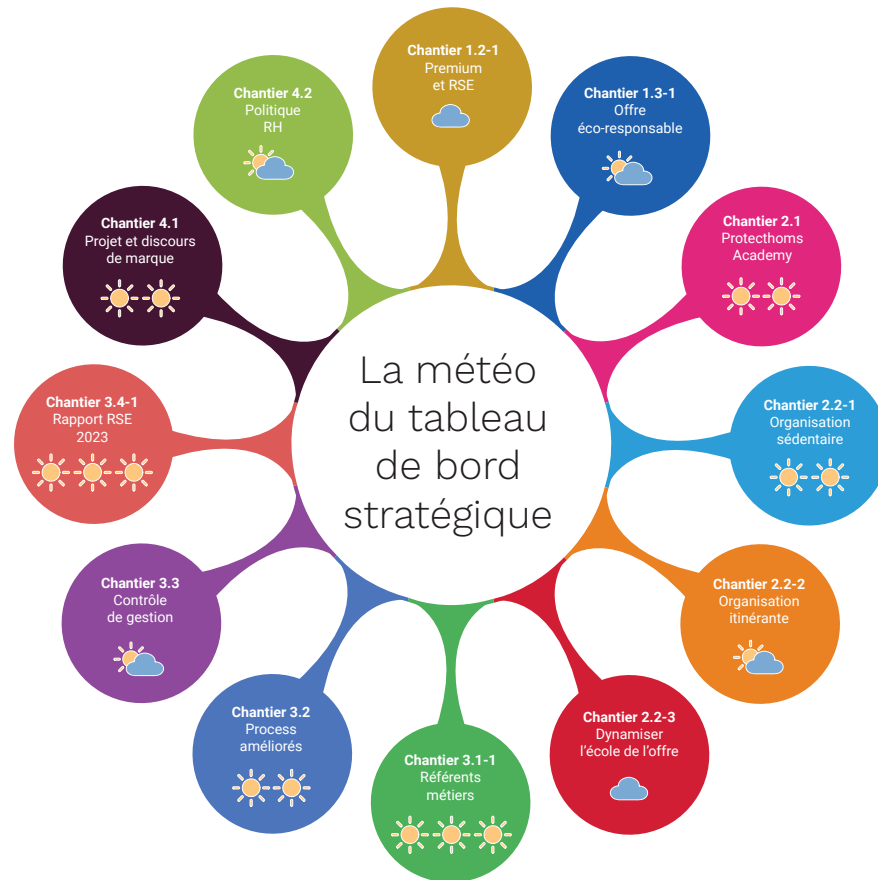 La météo
du tableau
de bord
stratégique
Chantier 1.2-1
Premium
et RSE
Chantier 1.3-1
Offre
éco-responsable
Chantier 2.1
Protecthoms
Academy
Chantier 2.2-1
Organisation
sédentaire
Chantier 2.2-2
Organisation
itinérante
Chantier 2.2-3
Dynamiser
l'école de l'offre
Chantier 3.1-1
Référents
métiers
Chantier 3.2
Process
améliorés
Chantier 3.3
Contrôle
de gestion
Chantier 3.4-1
Rapport RSE
2023
Chantier 4.1
Projet et discours
de marque
Chantier 4.2
Politique
RH